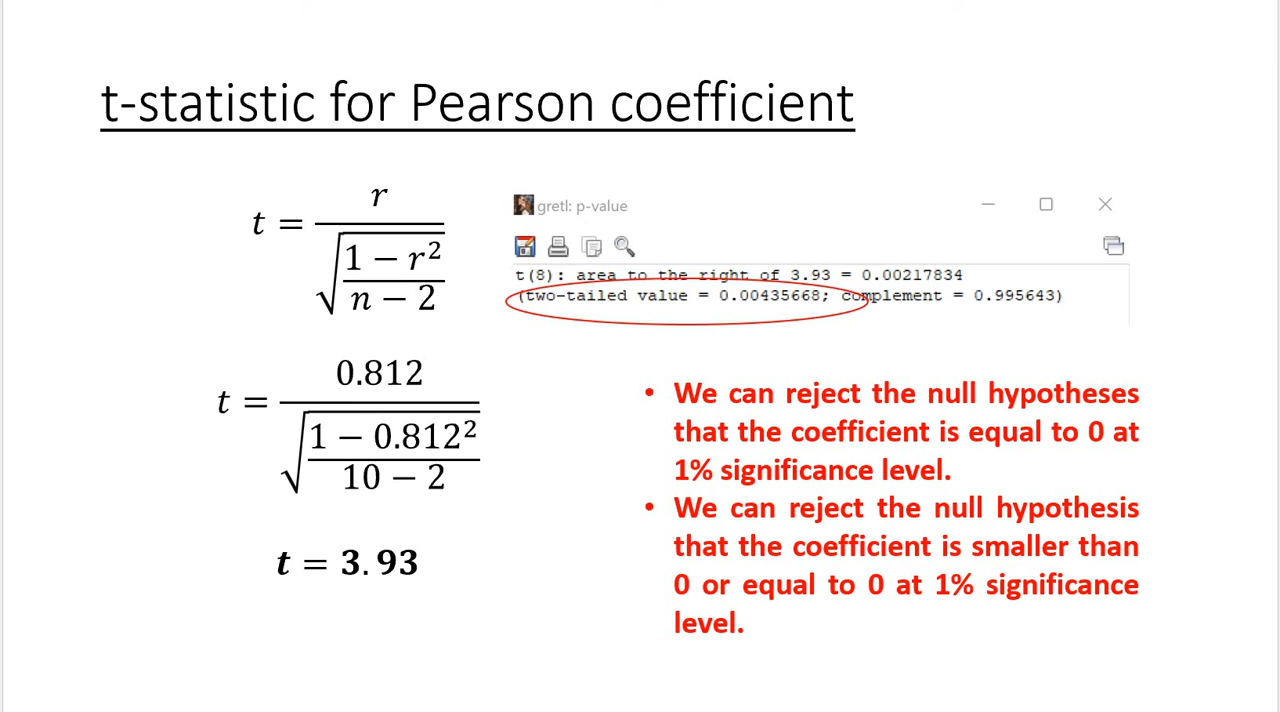 t-statistic for Pearson coefficient
t = r / √((1 − r²)/(n − 2))
gretl: p-value
t(8): area to the right of 3.93 = 0.00217834
(two-tailed value = 0.00435668; complement = 0.995643)
t = 0.812 / √((1 − 0.812²)/(10 − 2))
t = 3.93
• We can reject the null hypotheses
that the coefficient is equal to 0 at
1% significance level.
• We can reject the null hypothesis
that the coefficient is smaller than
0 or equal to 0 at 1% significance
level.